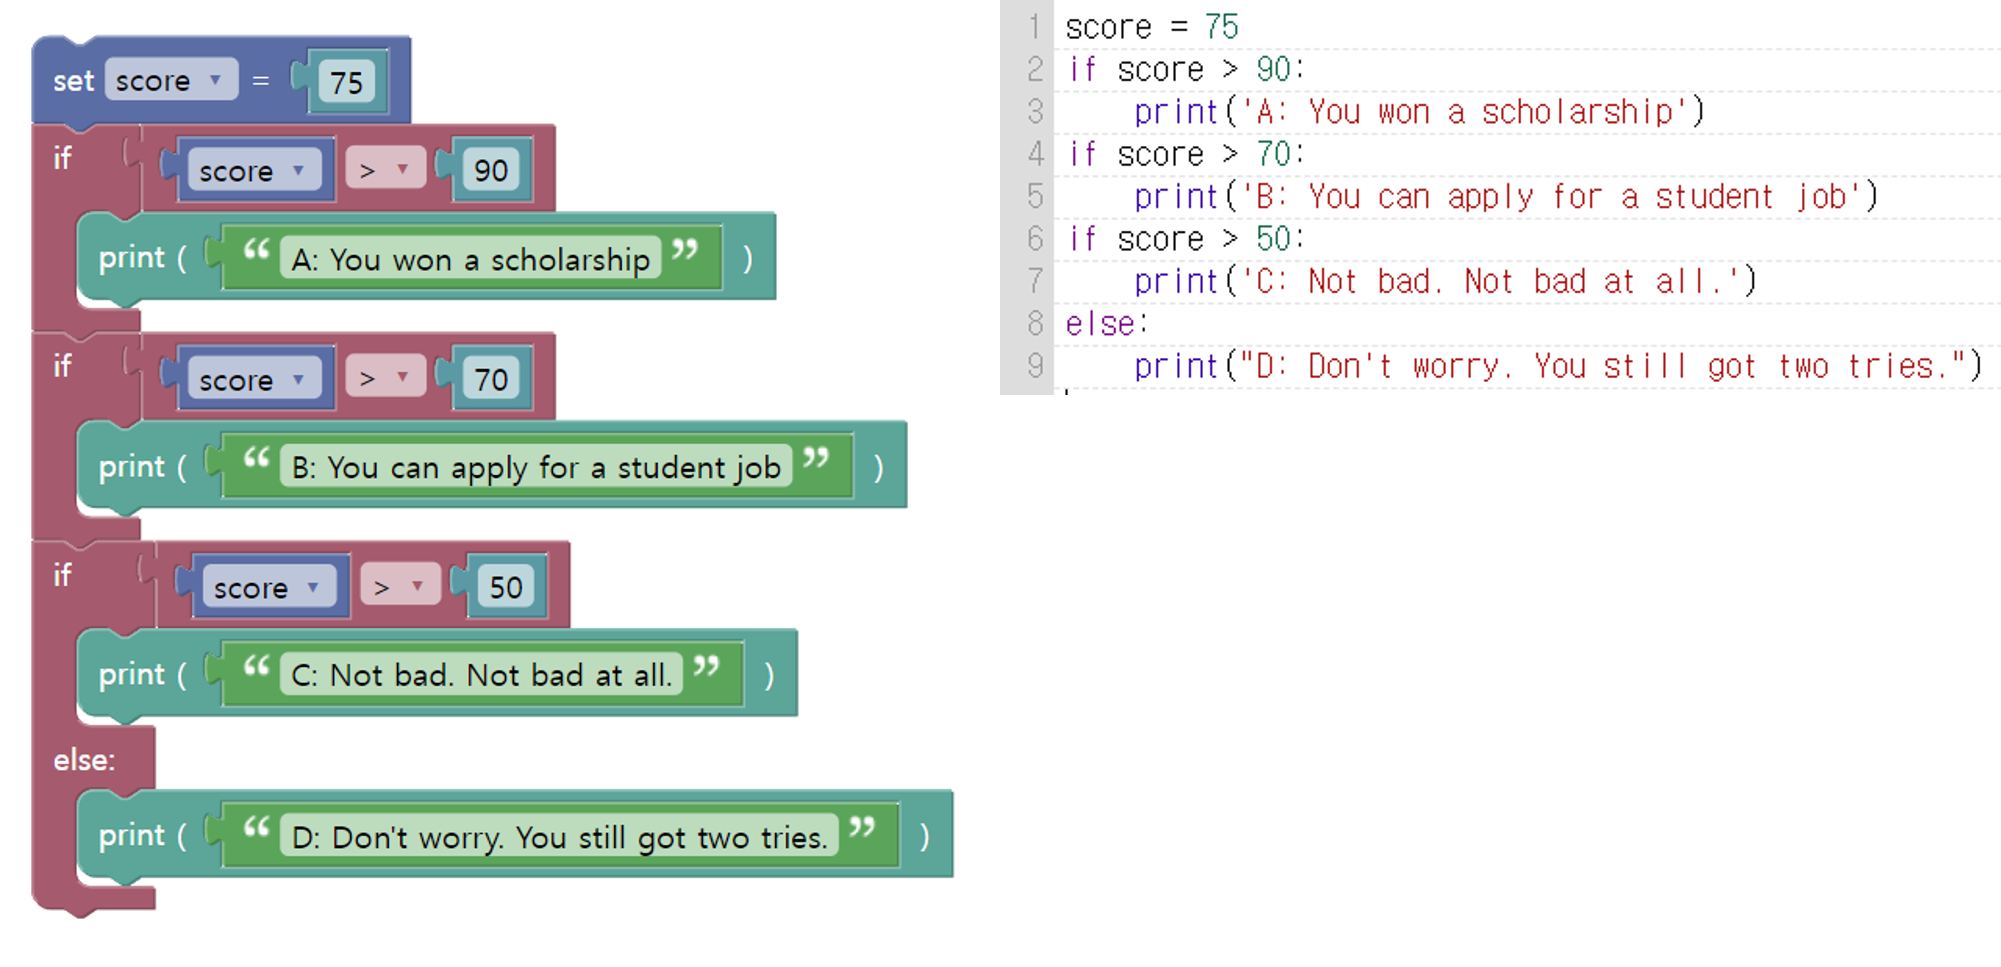 set score ▼ = 75
if score ▼ > ▼ 90
print ( “ A: You won a scholarship ” )
if score ▼ > ▼ 70
print ( “ B: You can apply for a student job ” )
if score ▼ > ▼ 50
print ( “ C: Not bad. Not bad at all. ” )
else:
print ( “ D: Don't worry. You still got two tries. ” )
1 score = 75
2 if score > 90:
3     print('A: You won a scholarship')
4 if score > 70:
5     print('B: You can apply for a student job')
6 if score > 50:
7     print('C: Not bad. Not bad at all.')
8 else:
9     print("D: Don't worry. You still got two tries.")